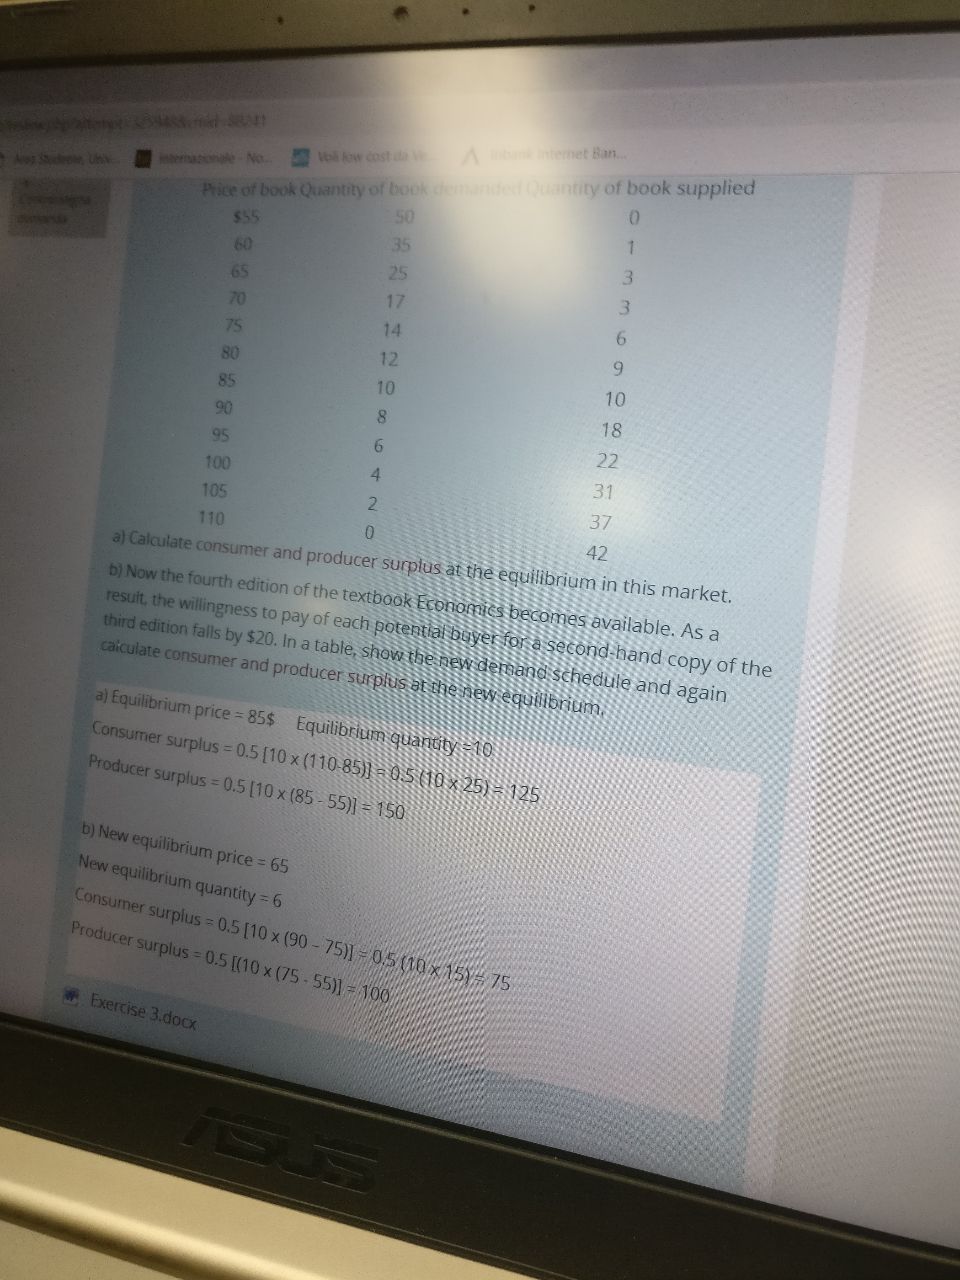 Internazionale - No...
Voli low cost da Ve...
Internet Ban...
Price of book Quantity of book demanded Quantity of book supplied
$55 50 0
60 35 1
65 25 3
70 17 3
75 14 6
80 12 9
85 10 10
90 8 18
95 6 22
100 4 31
105 2 37
110 0 42
a) Calculate consumer and producer surplus at the equilibrium in this market.
b) Now the fourth edition of the textbook Economics becomes available. As a
result, the willingness to pay of each potential buyer for a second-hand copy of the
third edition falls by $20. In a table, show the new demand schedule and again
calculate consumer and producer surplus at the new equilibrium.
a) Equilibrium price = 85$ Equilibrium quantity =10
Consumer surplus = 0.5 [10 x (110-85)] = 0.5 (10 x 25) = 125
Producer surplus = 0.5 [10 x (85 - 55)] = 150
b) New equilibrium price = 65
New equilibrium quantity = 6
Consumer surplus = 0.5 [10 x (90 - 75)] = 0.5 (10 x 15) = 75
Producer surplus = 0.5 [(10 x (75 - 55)] = 100
Exercise 3.docx
ASUS